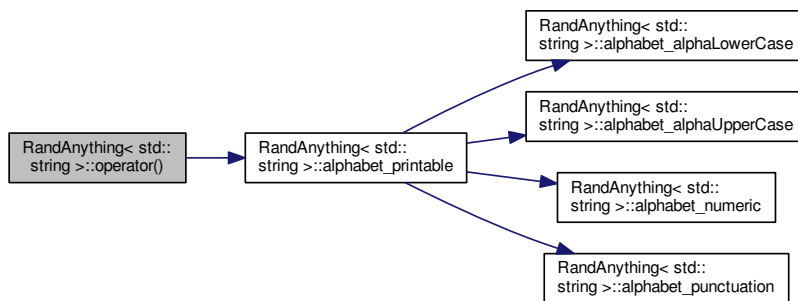 RandAnything< std::
string >::operator()
RandAnything< std::
string >::alphabet_printable
RandAnything< std::
string >::alphabet_alphaLowerCase
RandAnything< std::
string >::alphabet_alphaUpperCase
RandAnything< std::
string >::alphabet_numeric
RandAnything< std::
string >::alphabet_punctuation